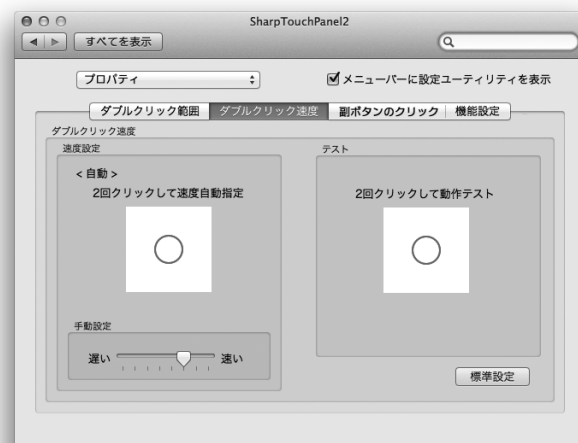 SharpTouchPanel2
すべてを表示
プロパティ
メニューバーに設定ユーティリティを表示
ダブルクリック範囲 ダブルクリック速度 副ボタンのクリック 機能設定
ダブルクリック速度
速度設定
テスト
< 自動 >
2回クリックして速度自動指定
2回クリックして動作テスト
手動設定
遅い 速い
標準設定